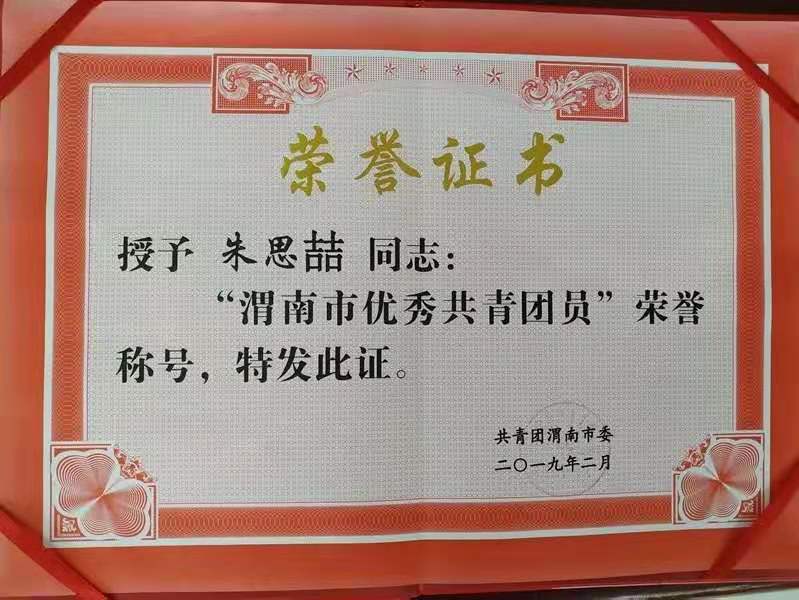 荣誉证书
授予 朱思喆 同志：
“渭南市优秀共青团员”荣誉
称号，特发此证。
共青团渭南市委
二〇一九年二月